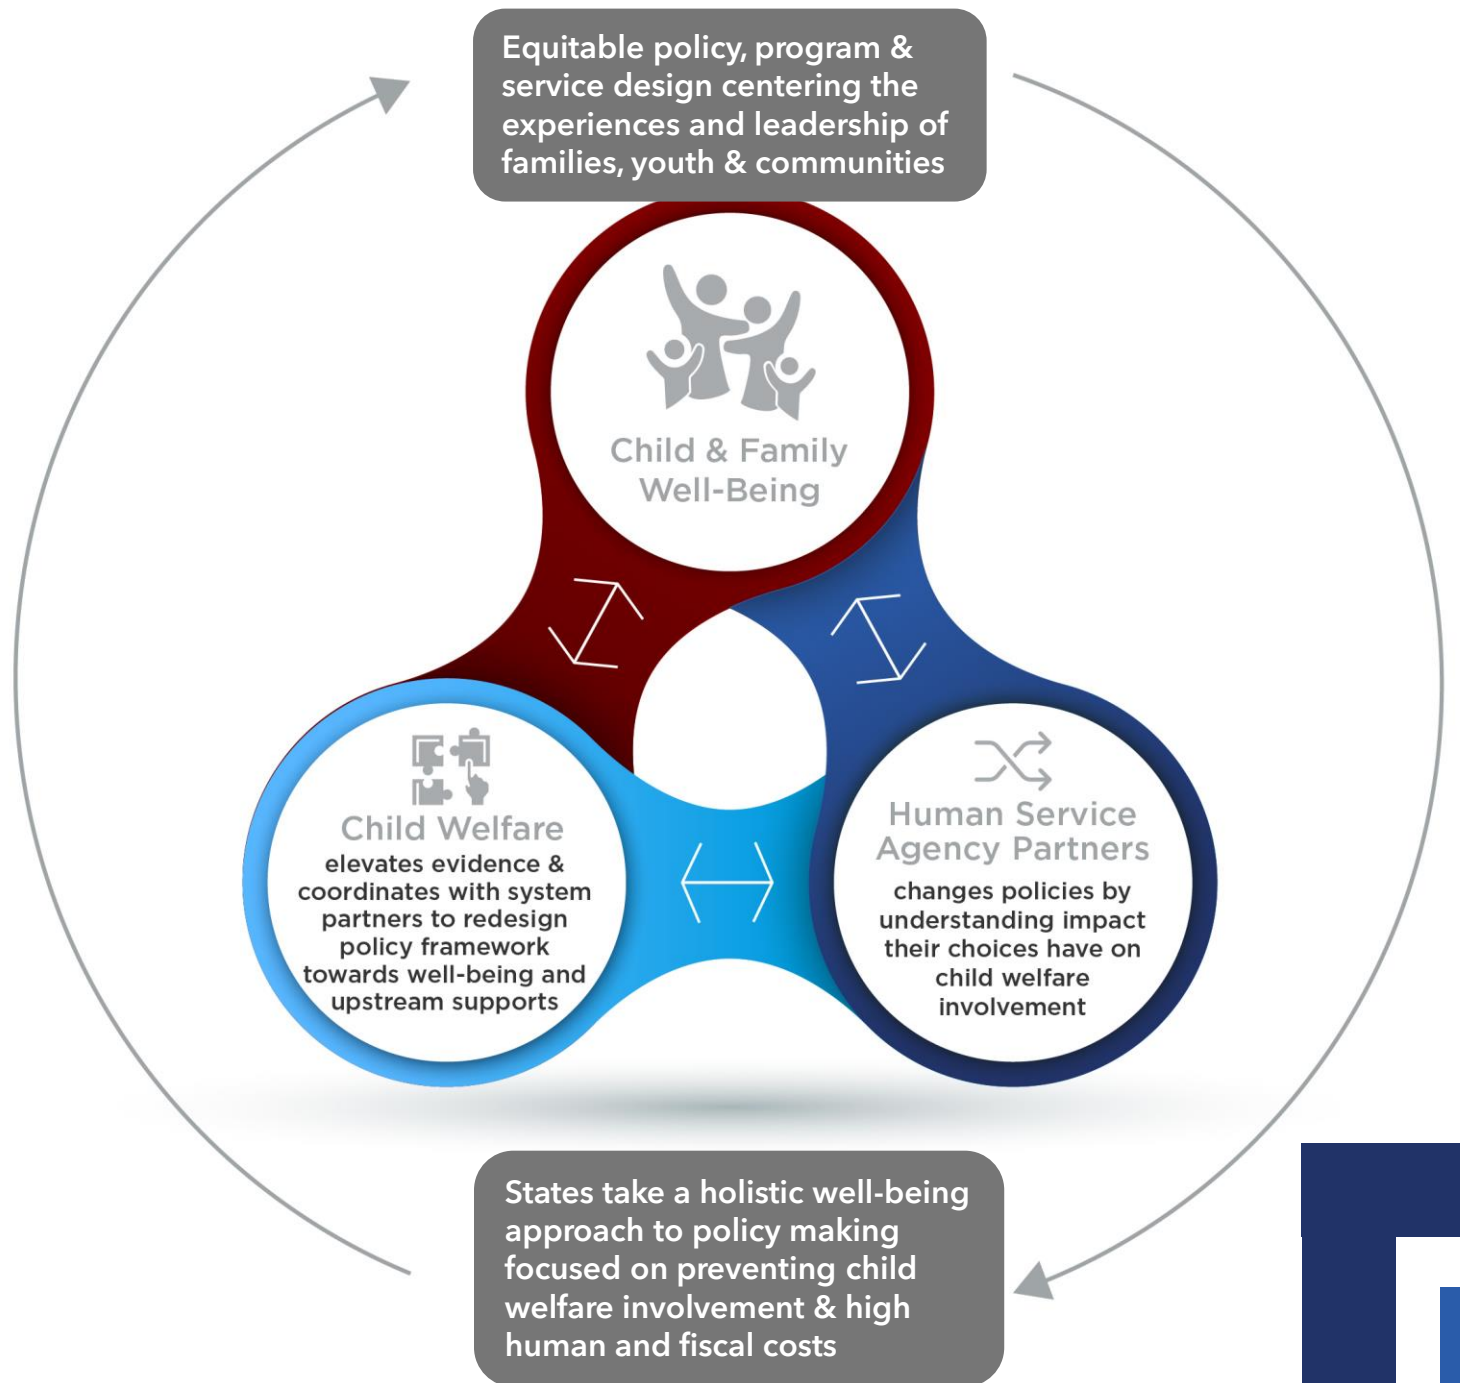 Equitable policy, program &
service design centering the
experiences and leadership of
families, youth & communities
Child & Family
Well-Being
Child Welfare
elevates evidence &
coordinates with system
partners to redesign
policy framework
towards well-being and
upstream supports
Human Service
Agency Partners
changes policies by
understanding impact
their choices have on
child welfare
involvement
States take a holistic well-being
approach to policy making
focused on preventing child
welfare involvement & high
human and fiscal costs